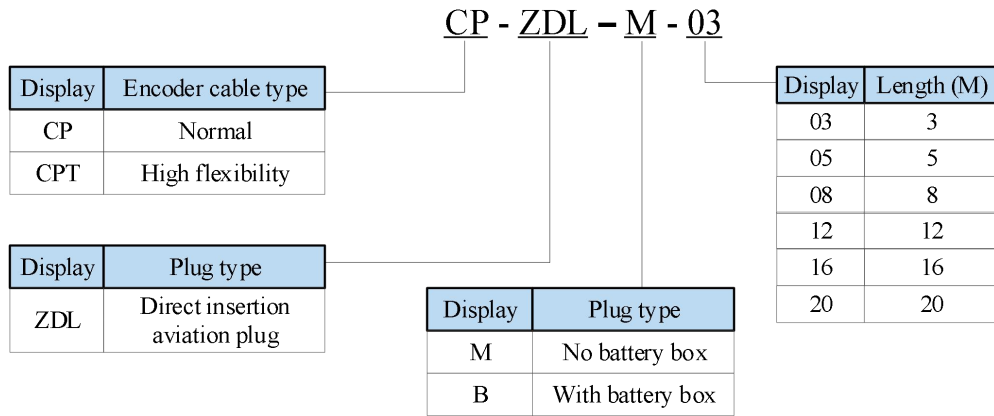 CP - ZDL – M - 03
Display Encoder cable type
CP Normal
CPT High flexibility
Display Plug type
ZDL Direct insertion
aviation plug
Display Plug type
M No battery box
B With battery box
Display Length (M)
03 3
05 5
08 8
12 12
16 16
20 20